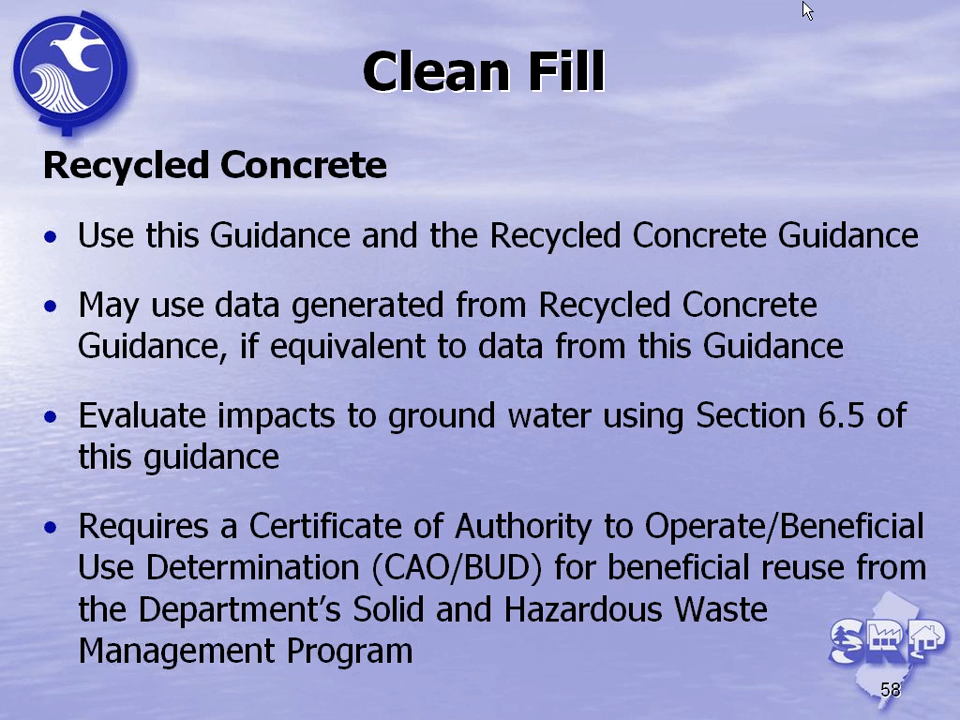 Clean Fill
Recycled Concrete
• Use this Guidance and the Recycled Concrete Guidance
• May use data generated from Recycled Concrete
Guidance, if equivalent to data from this Guidance
• Evaluate impacts to ground water using Section 6.5 of
this guidance
• Requires a Certificate of Authority to Operate/Beneficial
Use Determination (CAO/BUD) for beneficial reuse from
the Department's Solid and Hazardous Waste
Management Program
SRP
58